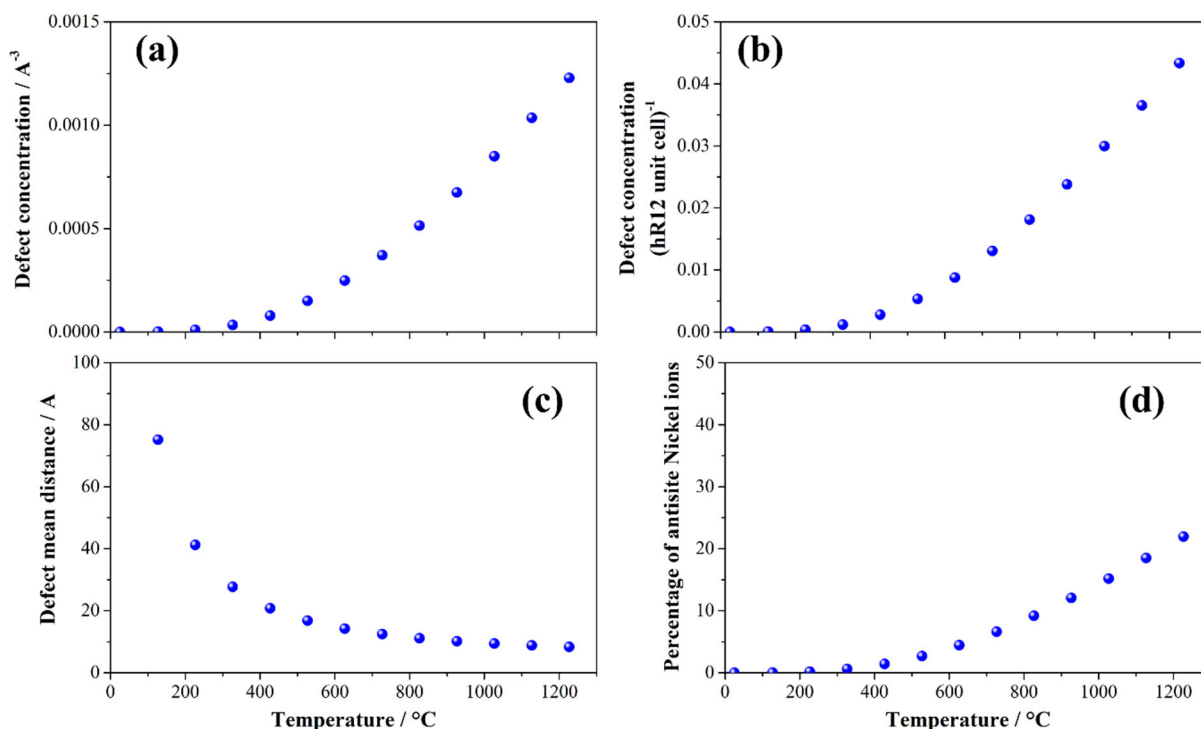 0.0015
0.0010
0.0005
0.0000
Defect concentration / A-3
(a)
0.05
0.04
0.03
0.02
0.01
0.00
Defect concentration
(hR12 unit cell)-1
(b)
100
80
60
40
20
0
Defect mean distance / A
(c)
0 200 400 600 800 1000 1200
Temperature / °C
50
40
30
20
10
0
Percentage of antisite Nickel ions
(d)
0 200 400 600 800 1000 1200
Temperature / °C